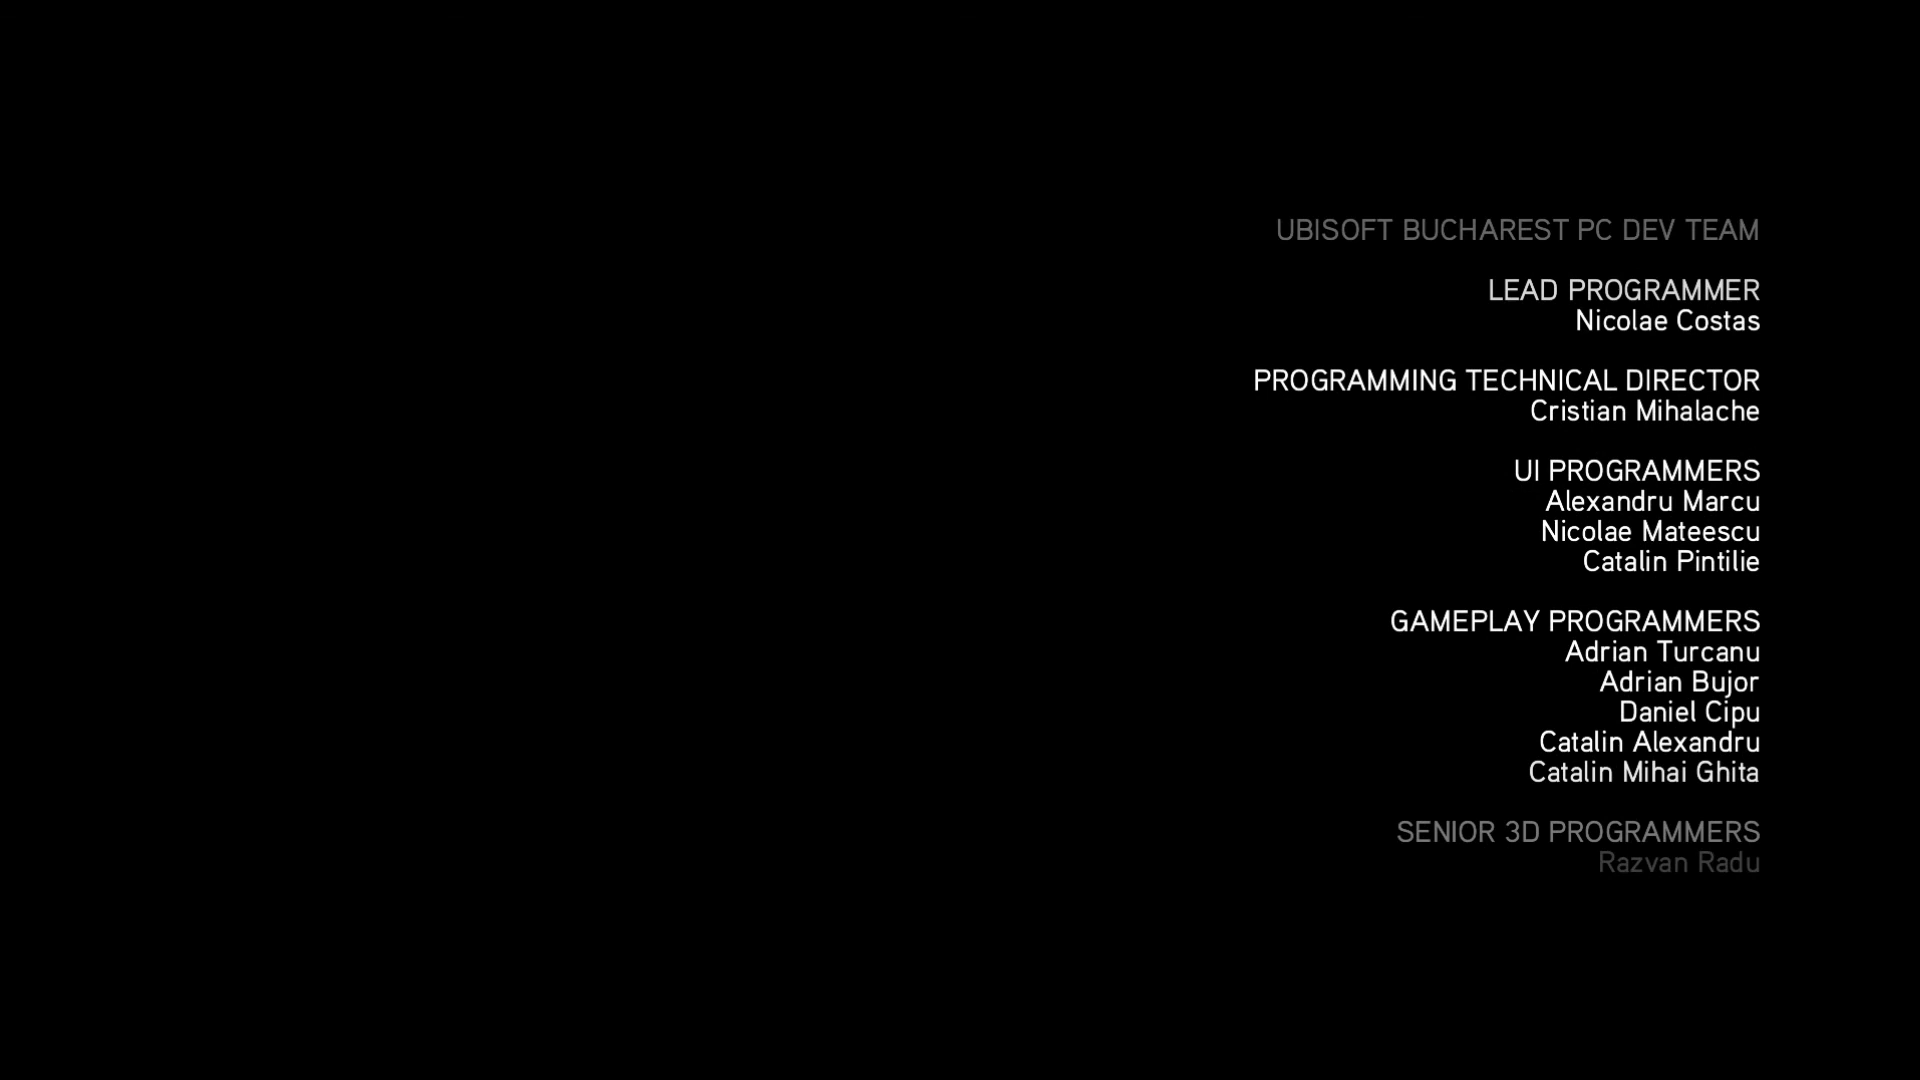 UBISOFT BUCHAREST PC DEV TEAM
LEAD PROGRAMMER
Nicolae Costas
PROGRAMMING TECHNICAL DIRECTOR
Cristian Mihalache
UI PROGRAMMERS
Alexandru Marcu
Nicolae Mateescu
Catalin Pintilie
GAMEPLAY PROGRAMMERS
Adrian Turcanu
Adrian Bujor
Daniel Cipu
Catalin Alexandru
Catalin Mihai Ghita
SENIOR 3D PROGRAMMERS
Razvan Radu